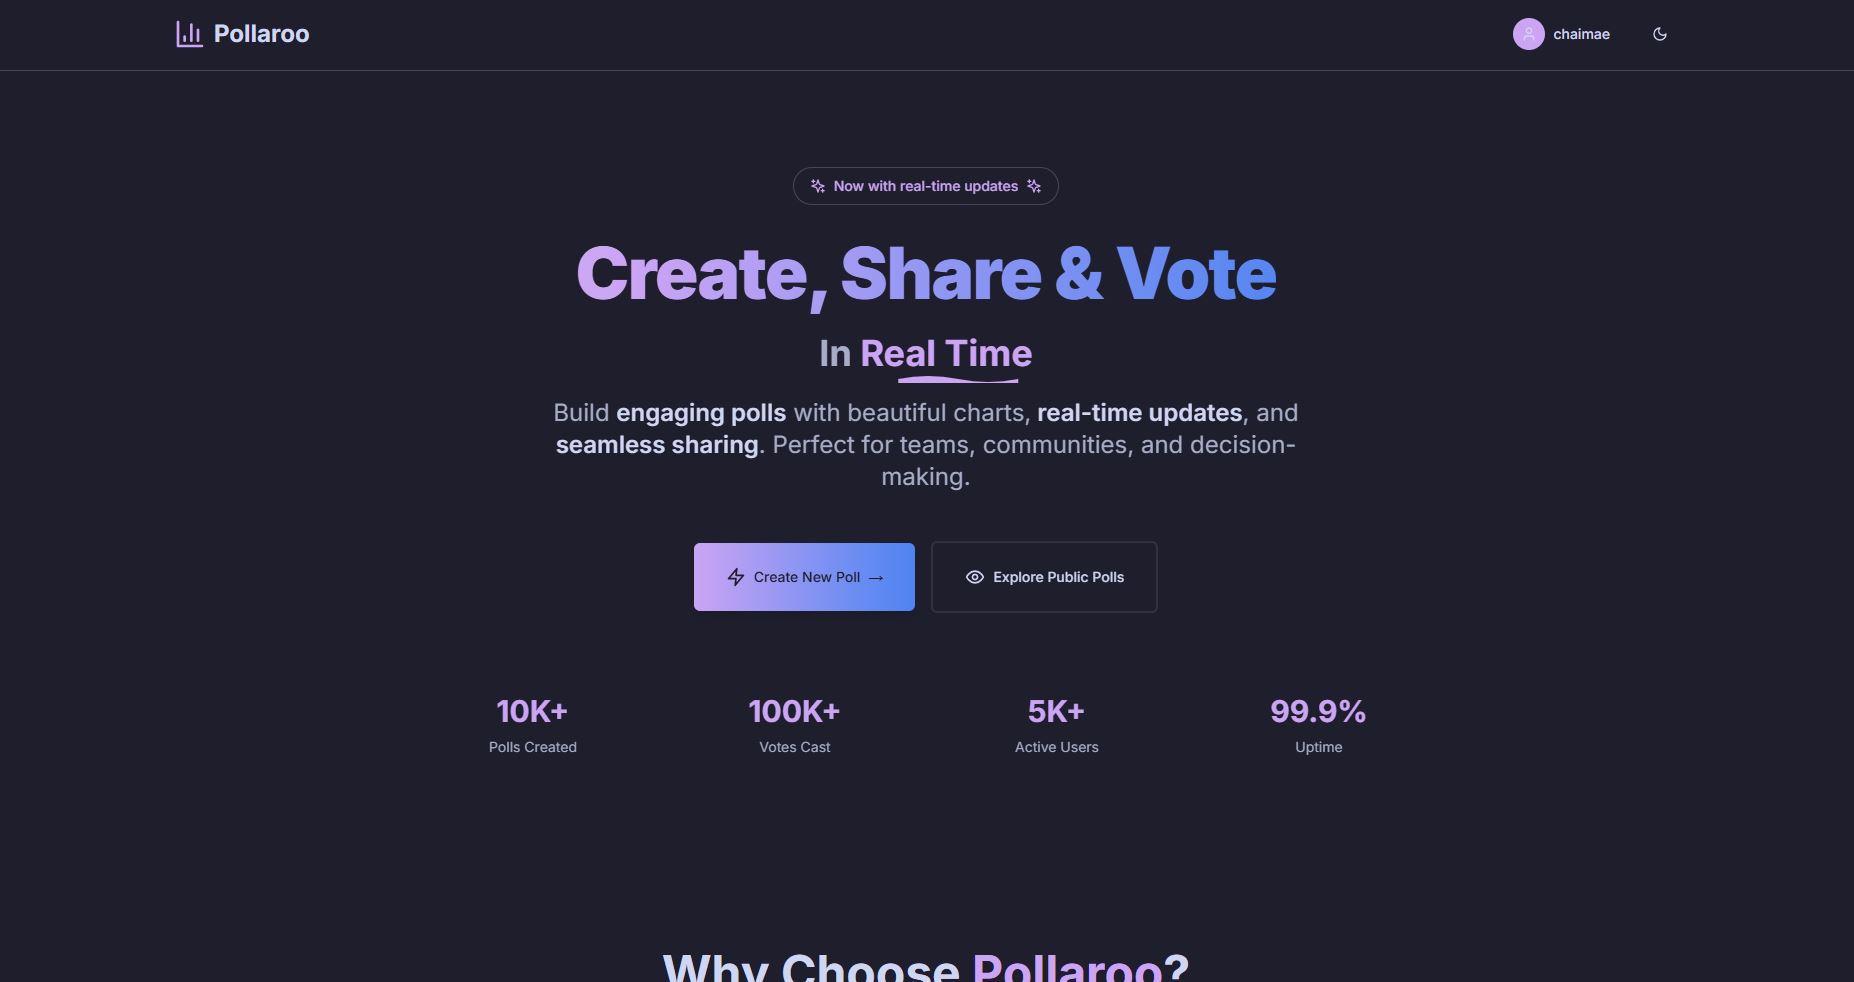 Pollaroo
chaimae
Now with real-time updates
Create, Share & Vote
In Real Time
Build engaging polls with beautiful charts, real-time updates, and
seamless sharing. Perfect for teams, communities, and decision-
making.
Create New Poll →
Explore Public Polls
10K+
Polls Created
100K+
Votes Cast
5K+
Active Users
99.9%
Uptime
Why Choose Pollaroo?